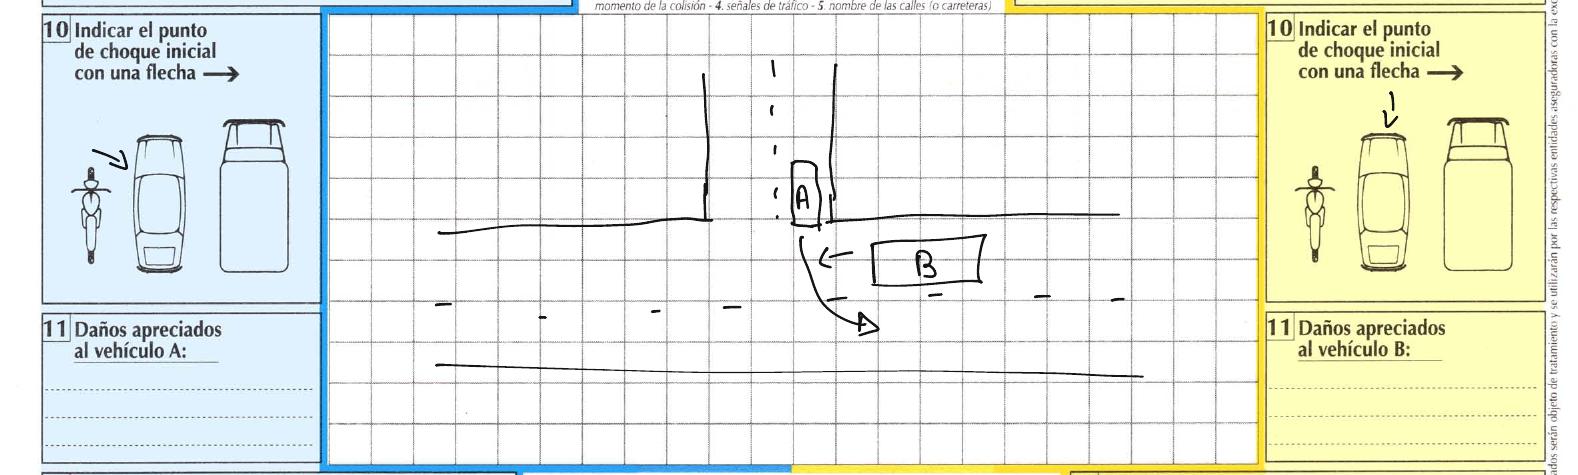 momento de la colisión - 4. señales de tráfico - 5. nombre de las calles (o carreteras)
10 Indicar el punto
de choque inicial
con una flecha →
11 Daños apreciados
al vehículo A:
A
B
10 Indicar el punto
de choque inicial
con una flecha →
11 Daños apreciados
al vehículo B:
ados serán objeto de tratamiento y se utilizarán por las respectivas entidades aseguradoras con la exc